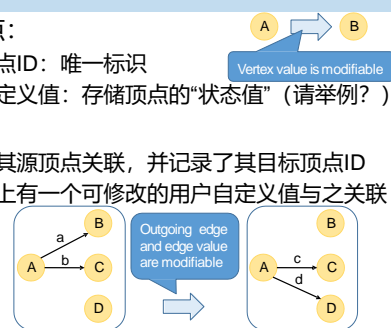 点:
A B
点ID：唯一标识
Vertex value is modifiable
定义值：存储顶点的“状态值”（请举例？）
其源顶点关联，并记录了其目标顶点ID
上有一个可修改的用户自定义值与之关联
B
a
A b C
D
Outgoing edge
and edge value
are modifiable
B
A c C
d
D